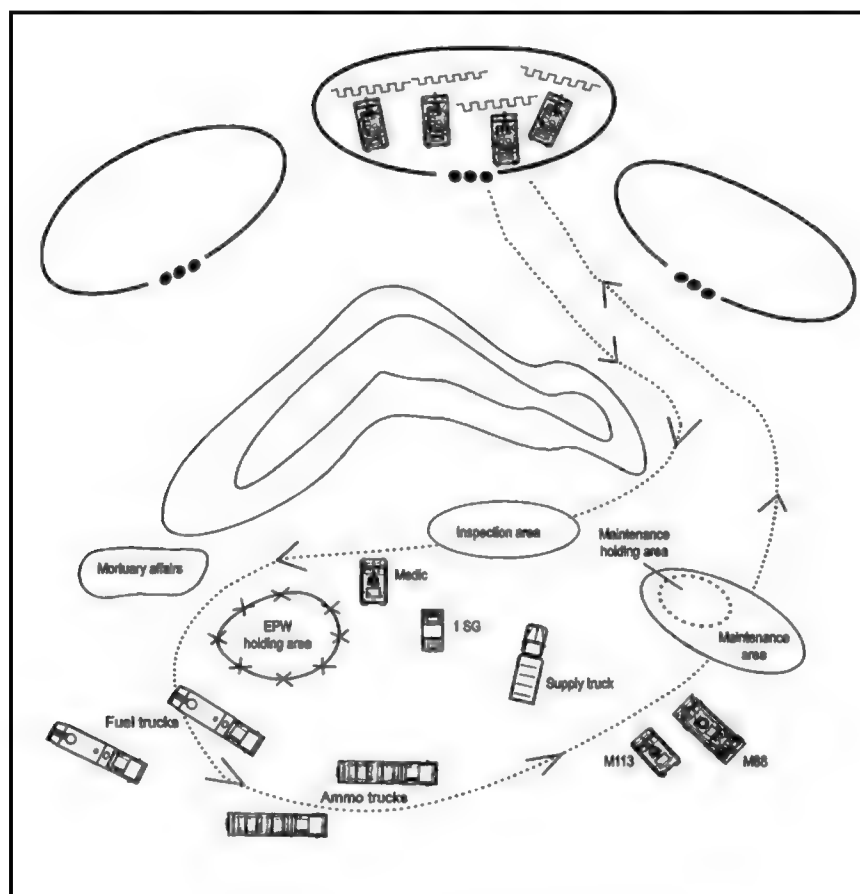 Inspection area
Maintenance
holding area
Mortuary affairs
Medic
EPW
holding area
1 SG
Maintenance
area
Supply truck
Fuel trucks
M113
M88
Ammo trucks